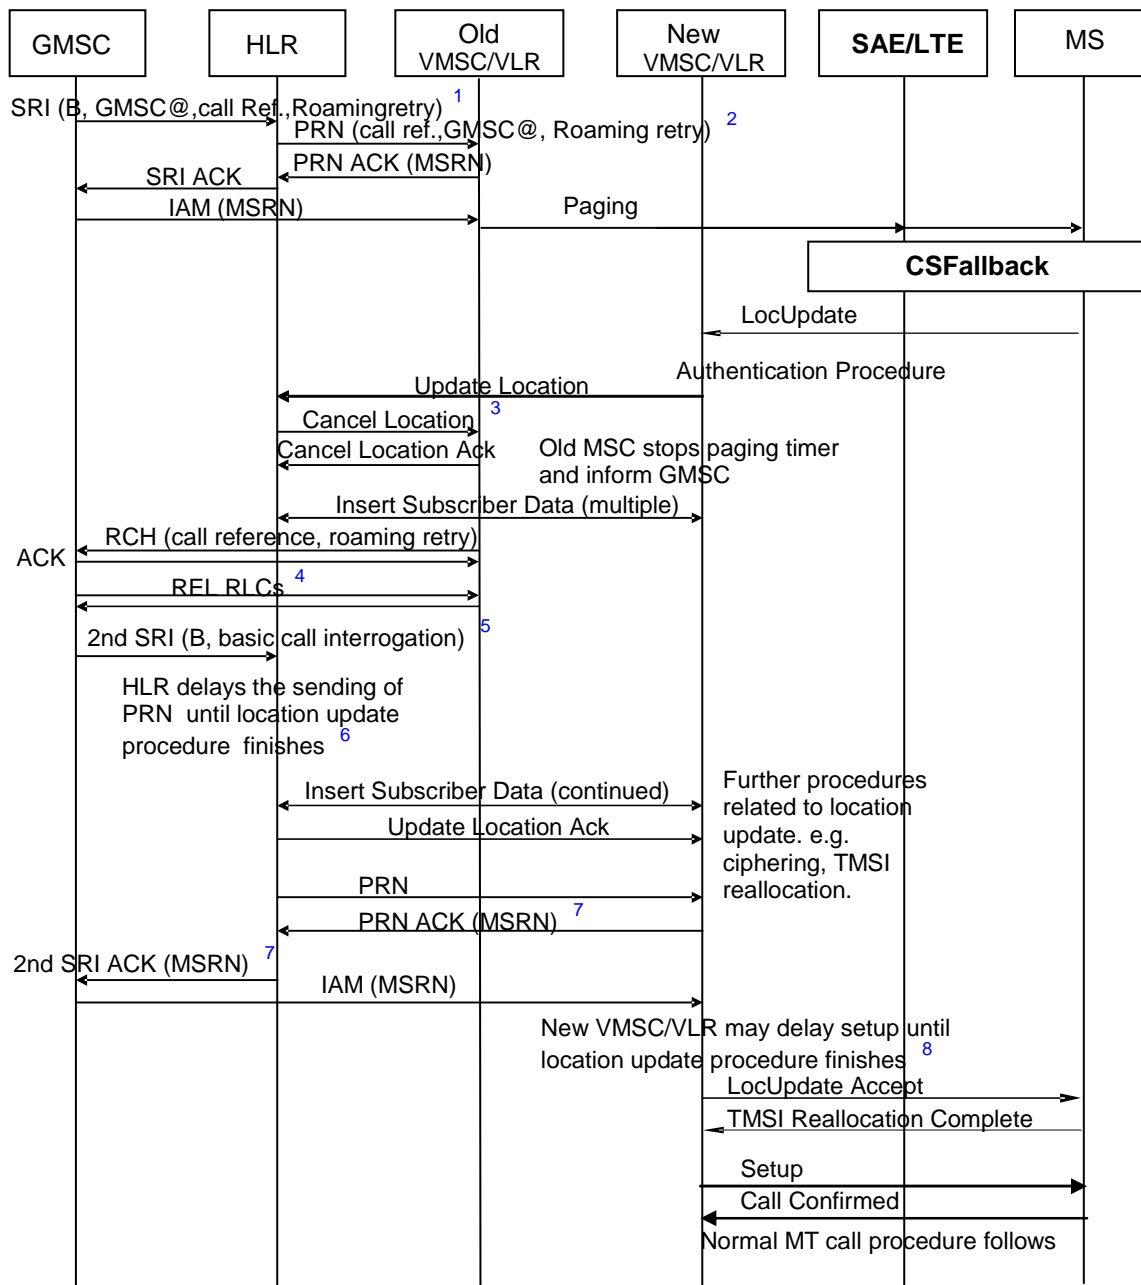 GMSC
HLR
Old
VMSC/VLR
New
VMSC/VLR
SAE/LTE
MS
SRI (B, GMSC@,call Ref.,Roamingretry) 1
PRN (call ref.,GMSC@, Roaming retry) 2
PRN ACK (MSRN)
SRI ACK
IAM (MSRN)
Paging
CSFallback
LocUpdate
Authentication Procedure
Update Location
Cancel Location 3
Cancel Location Ack
Old MSC stops paging timer
and inform GMSC
Insert Subscriber Data (multiple)
RCH (call reference, roaming retry)
ACK
REL RLCs 4
2nd SRI (B, basic call interrogation) 5
HLR delays the sending of
PRN until location update
procedure finishes 6
Insert Subscriber Data (continued)
Update Location Ack
Further procedures
related to location
update. e.g.
ciphering, TMSI
reallocation.
PRN
PRN ACK (MSRN) 7
2nd SRI ACK (MSRN) 7
IAM (MSRN)
New VMSC/VLR may delay setup until
location update procedure finishes 8
LocUpdate Accept
TMSI Reallocation Complete
Setup
Call Confirmed
Normal MT call procedure follows